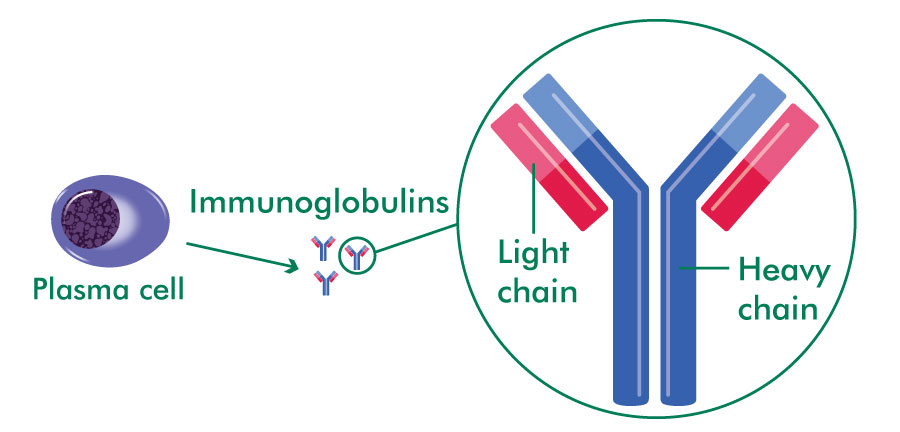 Immunoglobulins
Plasma cell
Light
chain
Heavy
chain